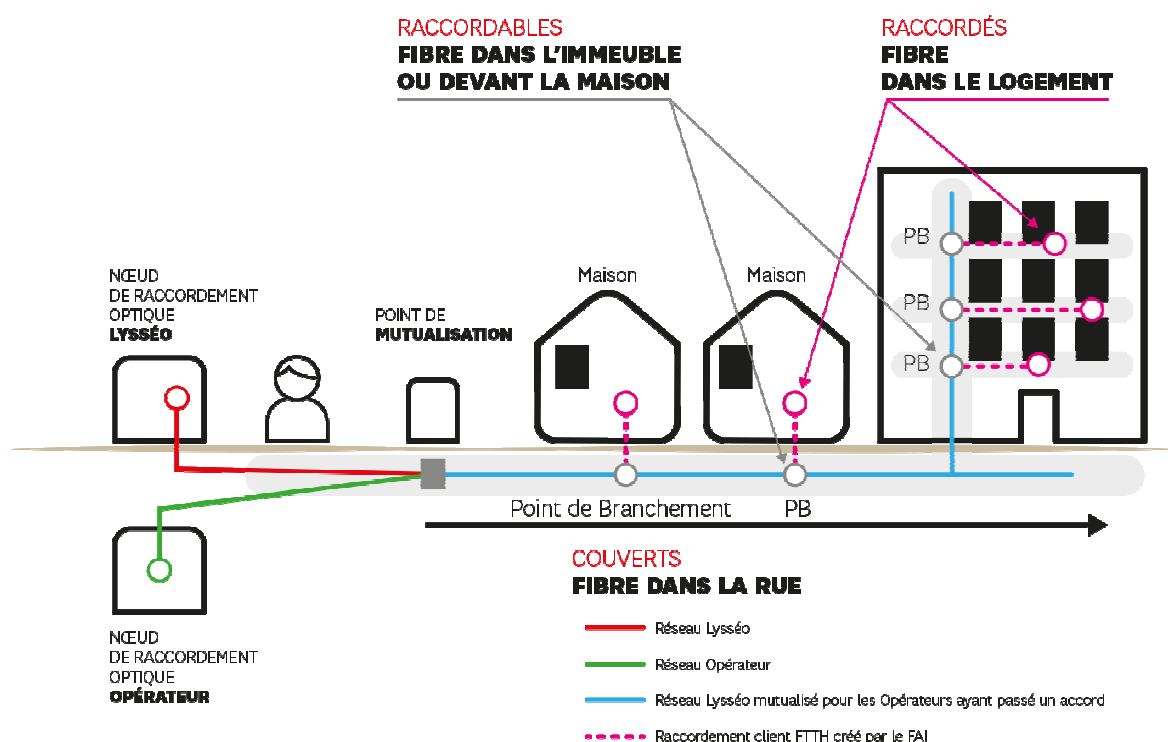 RACCORDABLES
FIBRE DANS L'IMMEUBLE
OU DEVANT LA MAISON
RACCORDÉS
FIBRE
DANS LE LOGEMENT
NŒUD
DE RACCORDEMENT
OPTIQUE
LYSSÉO
POINT DE
MUTUALISATION
Maison
Maison
PB
PB
PB
Point de Branchement
PB
NŒUD
DE RACCORDEMENT
OPTIQUE
OPÉRATEUR
COUVERTS
FIBRE DANS LA RUE
Réseau Lysséo
Réseau Opérateur
Réseau Lysséo mutualisé pour les Opérateurs ayant passé un accord
Raccordement client FTTH créé par le FAI